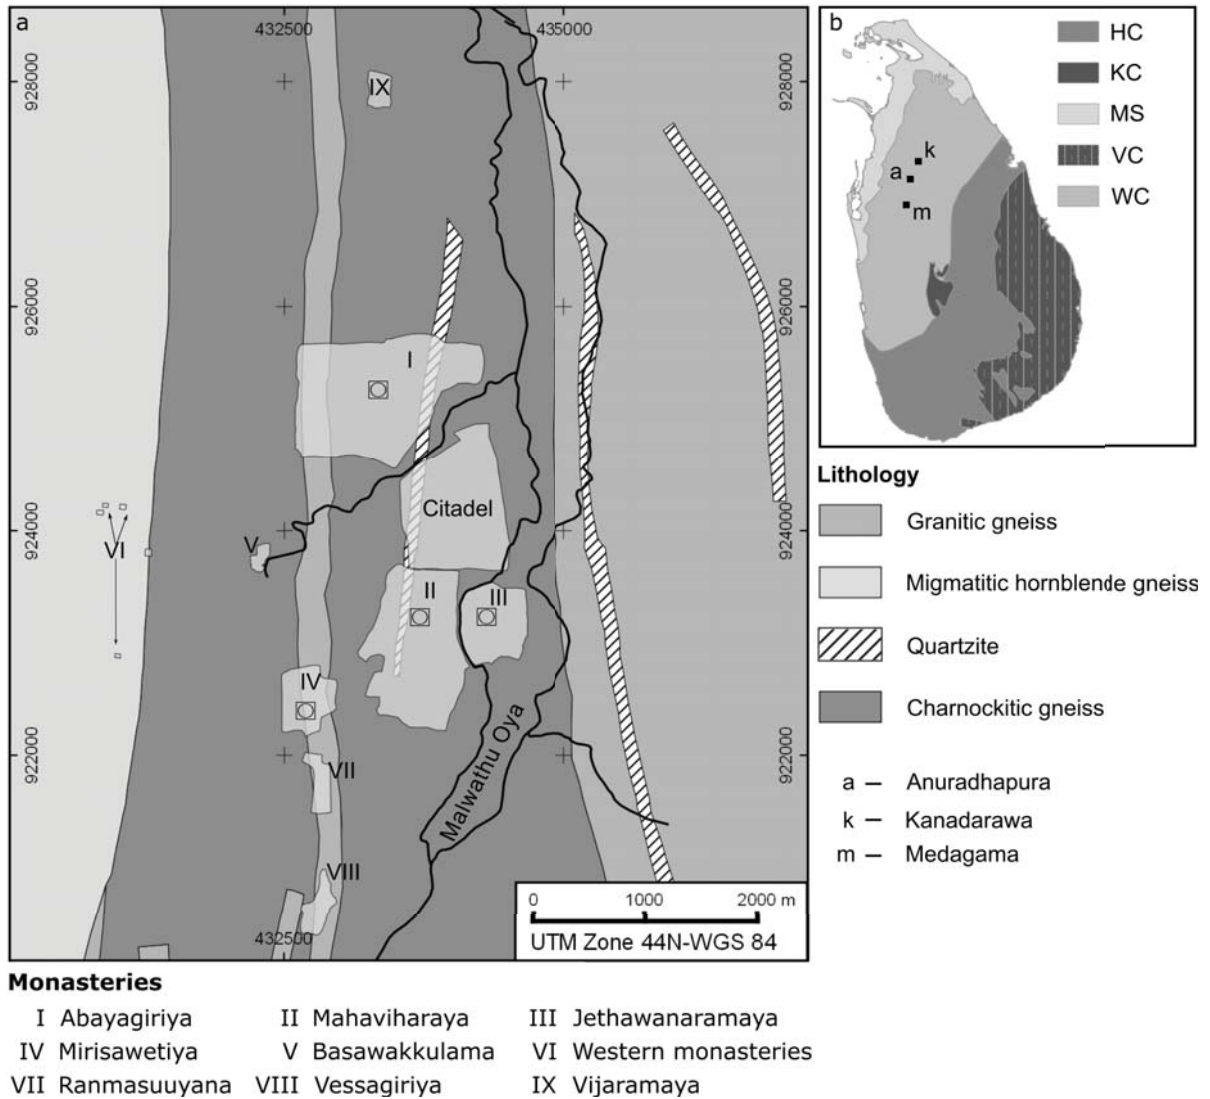 a
432500
435000
928000
928000
IX
926000
926000
I
Citadel
924000
924000
V
VI
II
III
IV
922000
922000
VII
Malwathu Oya
VIII
432500
0 1000 2000 m
UTM Zone 44N-WGS 84
b
HC
KC
MS
VC
WC
k
a
m
Lithology
Granitic gneiss
Migmatitic hornblende gneiss
Quartzite
Charnockitic gneiss
a – Anuradhapura
k – Kanadarawa
m – Medagama
Monasteries
I Abayagiriya II Mahaviharaya III Jethawanaramaya
IV Mirisawetiya V Basawakkulama VI Western monasteries
VII Ranmasuuyana VIII Vessagiriya IX Vijaramaya